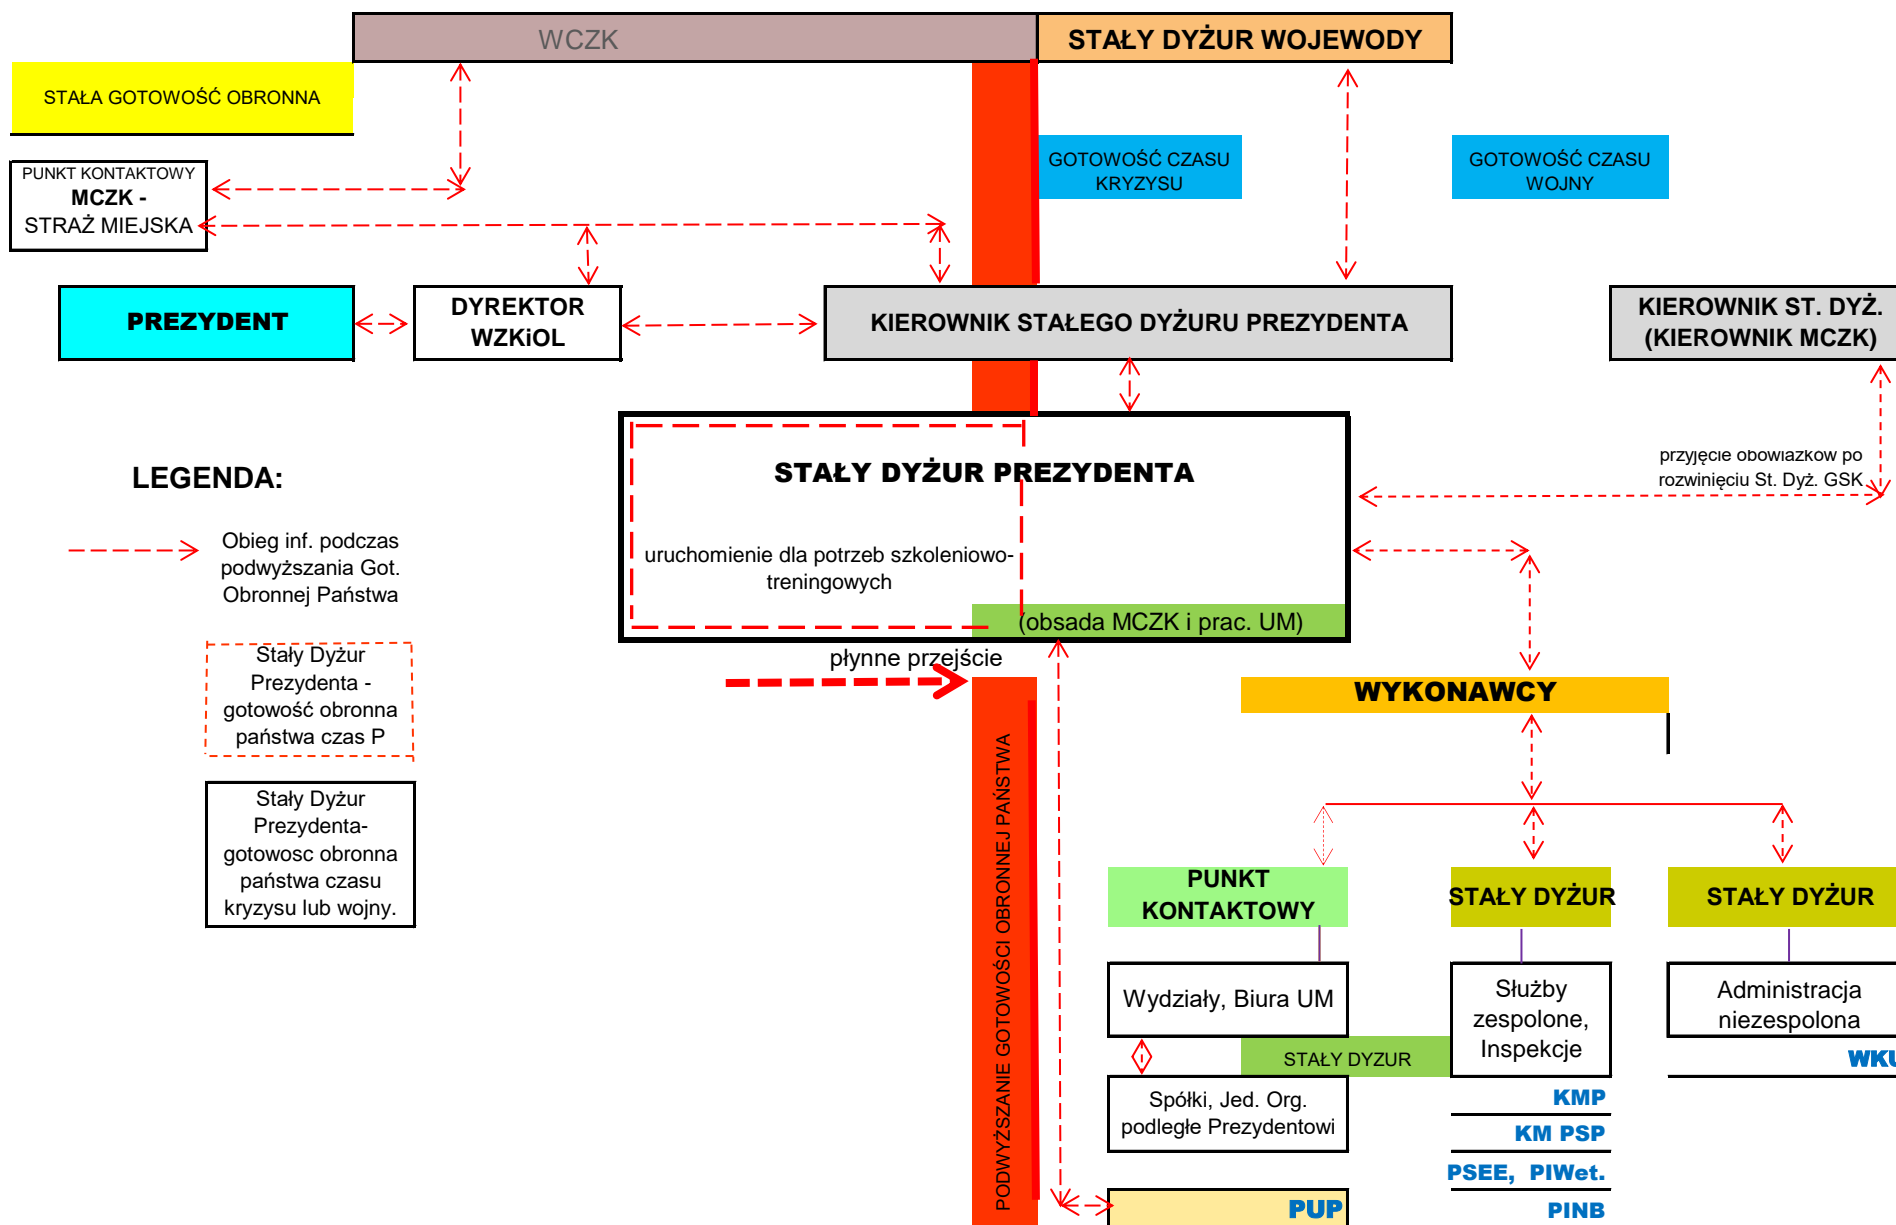 WCZK
STAŁY DYŻUR WOJEWODY
STAŁA GOTOWOŚĆ OBRONNA
GOTOWOŚĆ CZASU
KRYZYSU
GOTOWOŚĆ CZASU
WOJNY
PUNKT KONTAKTOWY
MCZK -
STRAŻ MIEJSKA
PREZYDENT
DYREKTOR
WZKiOL
KIEROWNIK STAŁEGO DYŻURU PREZYDENTA
KIEROWNIK ST. DYŻ.
(KIEROWNIK MCZK)
STAŁY DYŻUR PREZYDENTA
uruchomienie dla potrzeb szkoleniowo-
treningowych
(obsada MCZK i prac. UM)
przyjęcie obowiazkow po
rozwinięciu St. Dyż. GSK
LEGENDA:
Obieg inf. podczas
podwyższania Got.
Obronnej Państwa
Stały Dyżur
Prezydenta -
gotowość obronna
państwa czas P
Stały Dyżur
Prezydenta-
gotowosc obronna
państwa czasu
kryzysu lub wojny.
płynne przejście
PODWYŻSZANIE GOTOWOŚCI OBRONNEJ PAŃSTWA
WYKONAWCY
PUNKT
KONTAKTOWY
STAŁY DYŻUR
STAŁY DYŻUR
Wydziały, Biura UM
Służby
zespolone,
Inspekcje
Administracja
niezespolona
STAŁY DYZUR
WKU
Spółki, Jed. Org.
podległe Prezydentowi
KMP
KM PSP
PSEE, PIWet.
PUP
PINB